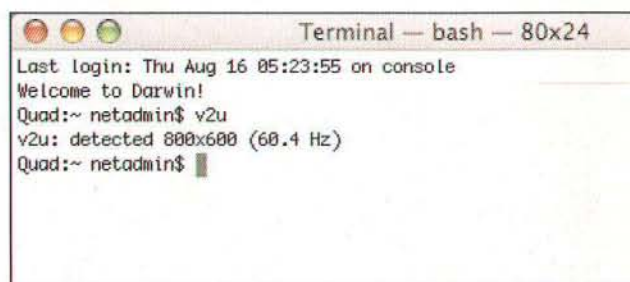 Terminal — bash — 80x24
Last login: Thu Aug 16 05:23:55 on console
Welcome to Darwin!
Quad:~ netadmin$ v2u
v2u: detected 800x600 (60.4 Hz)
Quad:~ netadmin$